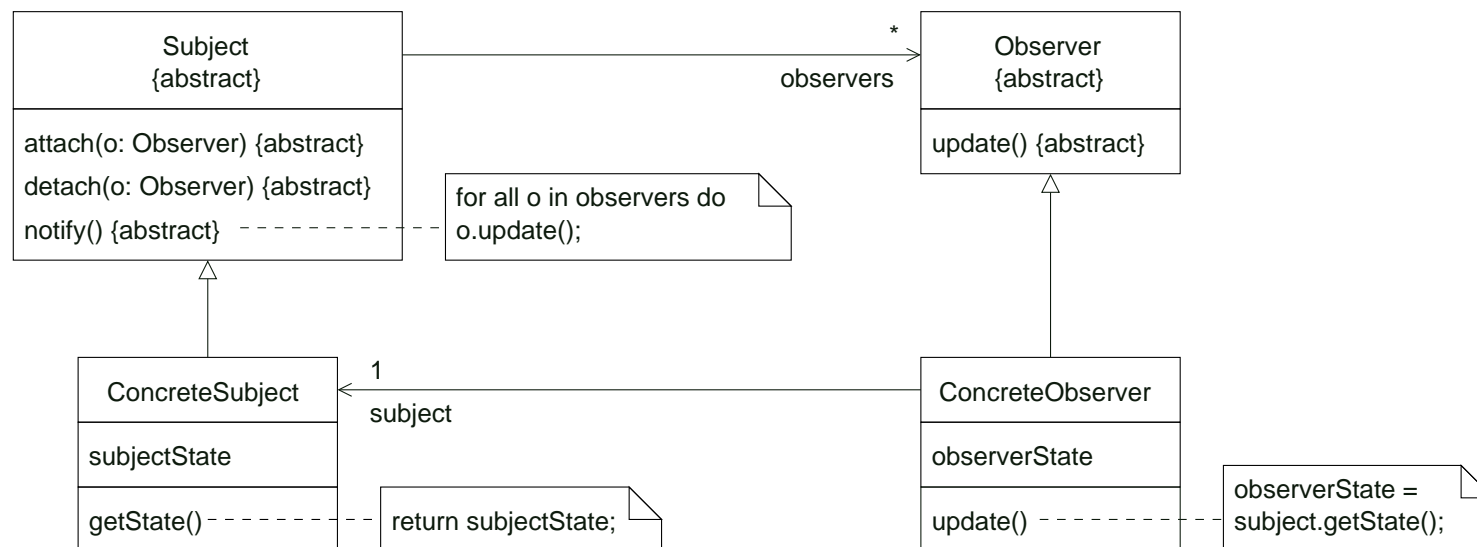 Subject
{abstract}
attach(o: Observer) {abstract}
detach(o: Observer) {abstract}
notify() {abstract}
for all o in observers do
o.update();
*
observers
Observer
{abstract}
update() {abstract}
ConcreteSubject
subjectState
getState()
return subjectState;
1
subject
ConcreteObserver
observerState
update()
observerState =
subject.getState();